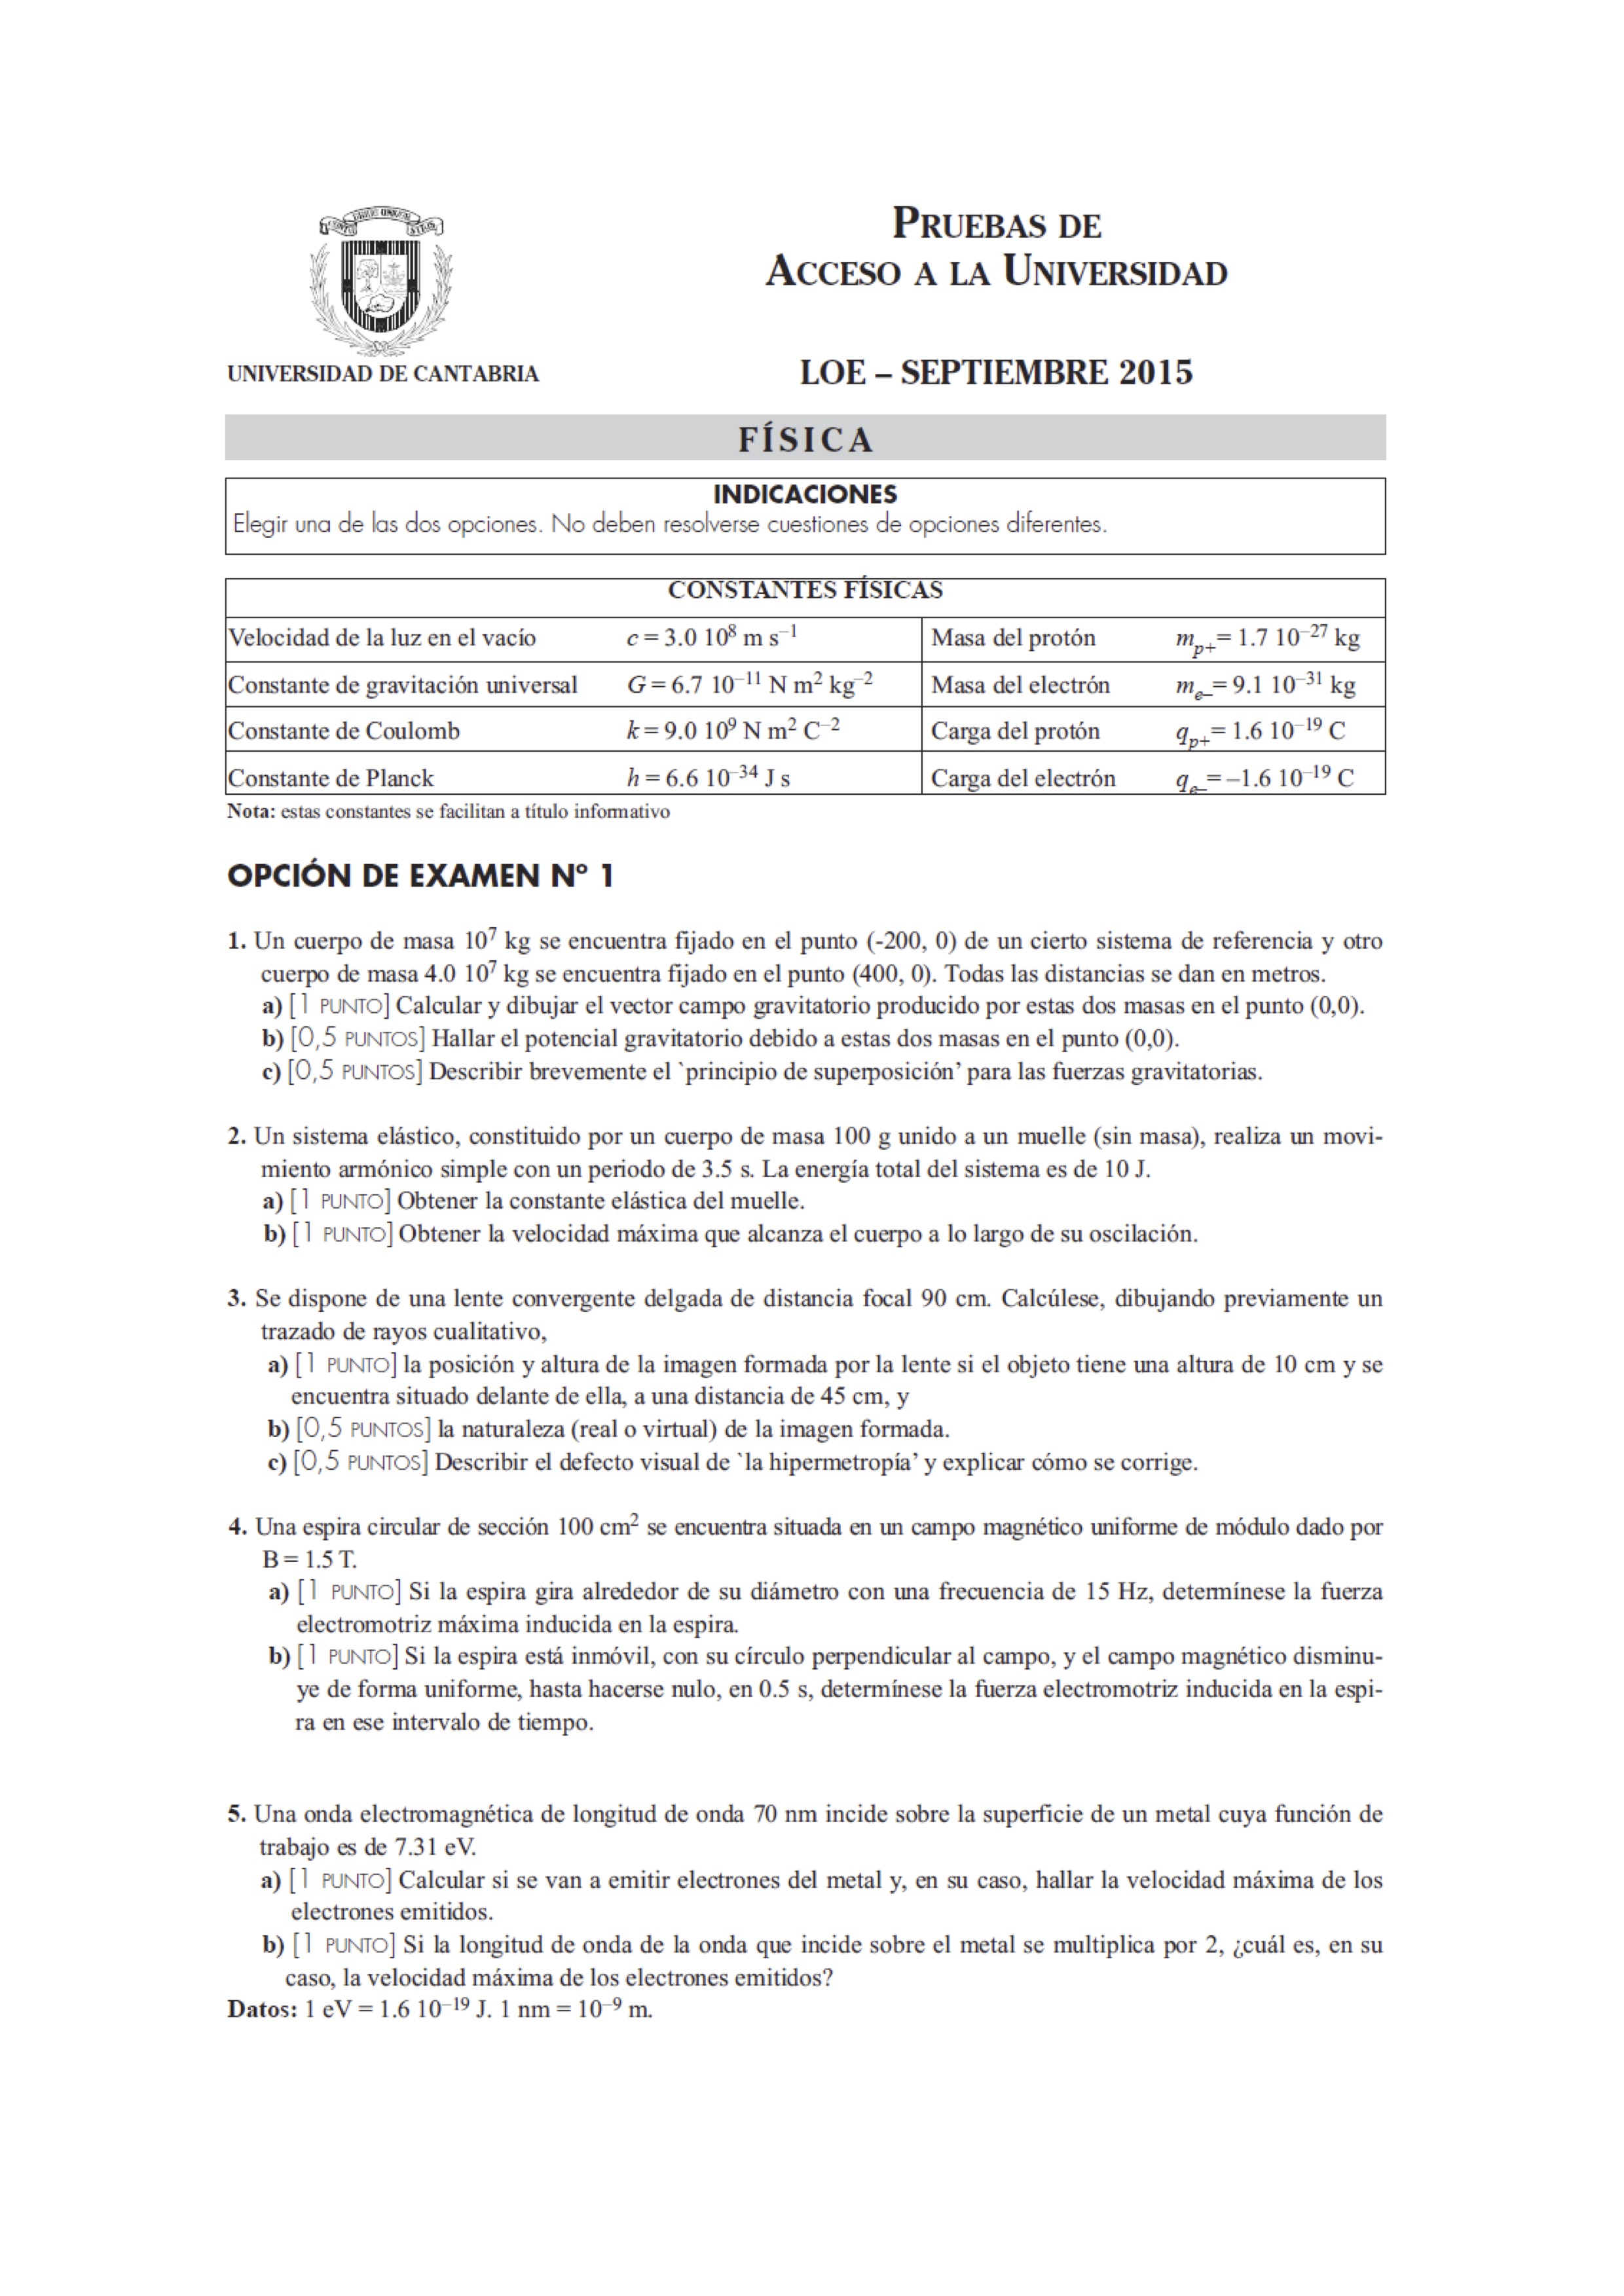 PRUEBAS DE
ACCESO A LA UNIVERSIDAD
UNIVERSIDAD DE CANTABRIA
LOE – SEPTIEMBRE 2015
FÍSICA
INDICACIONES
Elegir una de las dos opciones. No deben resolverse cuestiones de opciones diferentes.
CONSTANTES FÍSICAS
Velocidad de la luz en el vacío c = 3.0 10⁸ m s⁻¹ Masa del protón mₚ₊ = 1.7 10⁻²⁷ kg
Constante de gravitación universal G = 6.7 10⁻¹¹ N m² kg⁻² Masa del electrón mₑ₋ = 9.1 10⁻³¹ kg
Constante de Coulomb k = 9.0 10⁹ N m² C⁻² Carga del protón qₚ₊ = 1.6 10⁻¹⁹ C
Constante de Planck h = 6.6 10⁻³⁴ J s Carga del electrón qₑ₋ = –1.6 10⁻¹⁹ C
Nota: estas constantes se facilitan a título informativo
OPCIÓN DE EXAMEN Nº 1
1. Un cuerpo de masa 10⁷ kg se encuentra fijado en el punto (-200, 0) de un cierto sistema de referencia y otro
cuerpo de masa 4.0 10⁷ kg se encuentra fijado en el punto (400, 0). Todas las distancias se dan en metros.
a) [1 PUNTO] Calcular y dibujar el vector campo gravitatorio producido por estas dos masas en el punto (0,0).
b) [0,5 PUNTOS] Hallar el potencial gravitatorio debido a estas dos masas en el punto (0,0).
c) [0,5 PUNTOS] Describir brevemente el `principio de superposición’ para las fuerzas gravitatorias.
2. Un sistema elástico, constituido por un cuerpo de masa 100 g unido a un muelle (sin masa), realiza un movi-
miento armónico simple con un periodo de 3.5 s. La energía total del sistema es de 10 J.
a) [1 PUNTO] Obtener la constante elástica del muelle.
b) [1 PUNTO] Obtener la velocidad máxima que alcanza el cuerpo a lo largo de su oscilación.
3. Se dispone de una lente convergente delgada de distancia focal 90 cm. Calcúlese, dibujando previamente un
trazado de rayos cualitativo,
a) [1 PUNTO] la posición y altura de la imagen formada por la lente si el objeto tiene una altura de 10 cm y se
encuentra situado delante de ella, a una distancia de 45 cm, y
b) [0,5 PUNTOS] la naturaleza (real o virtual) de la imagen formada.
c) [0,5 PUNTOS] Describir el defecto visual de `la hipermetropía’ y explicar cómo se corrige.
4. Una espira circular de sección 100 cm² se encuentra situada en un campo magnético uniforme de módulo dado por
B = 1.5 T.
a) [1 PUNTO] Si la espira gira alrededor de su diámetro con una frecuencia de 15 Hz, determínese la fuerza
electromotriz máxima inducida en la espira.
b) [1 PUNTO] Si la espira está inmóvil, con su círculo perpendicular al campo, y el campo magnético disminu-
ye de forma uniforme, hasta hacerse nulo, en 0.5 s, determínese la fuerza electromotriz inducida en la espi-
ra en ese intervalo de tiempo.
5. Una onda electromagnética de longitud de onda 70 nm incide sobre la superficie de un metal cuya función de
trabajo es de 7.31 eV.
a) [1 PUNTO] Calcular si se van a emitir electrones del metal y, en su caso, hallar la velocidad máxima de los
electrones emitidos.
b) [1 PUNTO] Si la longitud de onda de la onda que incide sobre el metal se multiplica por 2, ¿cuál es, en su
caso, la velocidad máxima de los electrones emitidos?
Datos: 1 eV = 1.6 10⁻¹⁹ J. 1 nm = 10⁻⁹ m.